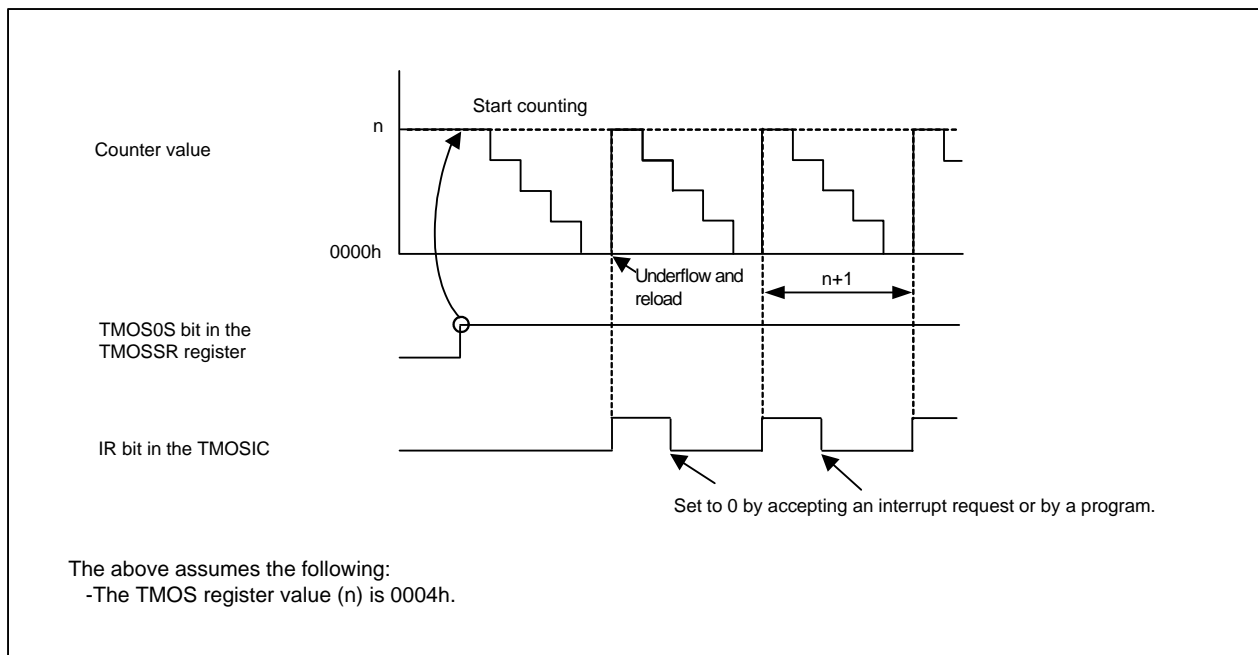 Start counting
n
Counter value
0000h
Underflow and
reload
n+1
TMOS0S bit in the
TMOSSR register
IR bit in the TMOSIC
Set to 0 by accepting an interrupt request or by a program.
The above assumes the following:
-The TMOS register value (n) is 0004h.